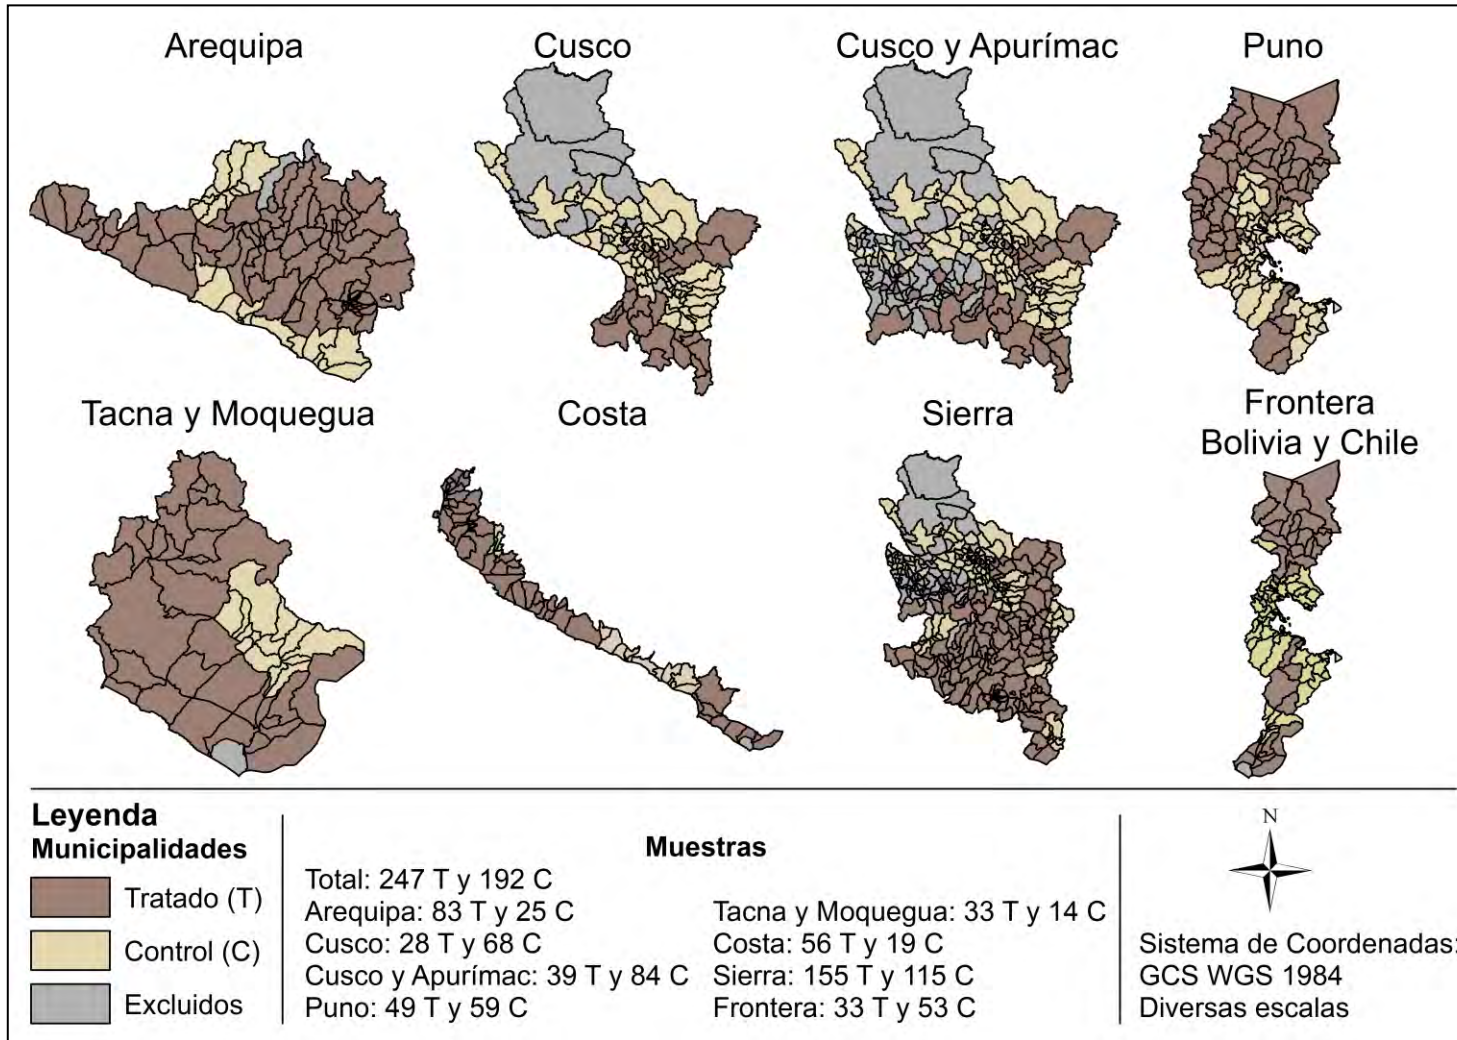 Arequipa
Cusco
Cusco y Apurímac
Puno
Tacna y Moquegua
Costa
Sierra
Frontera
Bolivia y Chile
Leyenda
Municipalidades
Tratado (T)
Control (C)
Excluidos
Muestras
Total: 247 T y 192 C
Arequipa: 83 T y 25 C
Cusco: 28 T y 68 C
Cusco y Apurímac: 39 T y 84 C
Puno: 49 T y 59 C
Tacna y Moquegua: 33 T y 14 C
Costa: 56 T y 19 C
Sierra: 155 T y 115 C
Frontera: 33 T y 53 C
N
Sistema de Coordenadas:
GCS WGS 1984
Diversas escalas